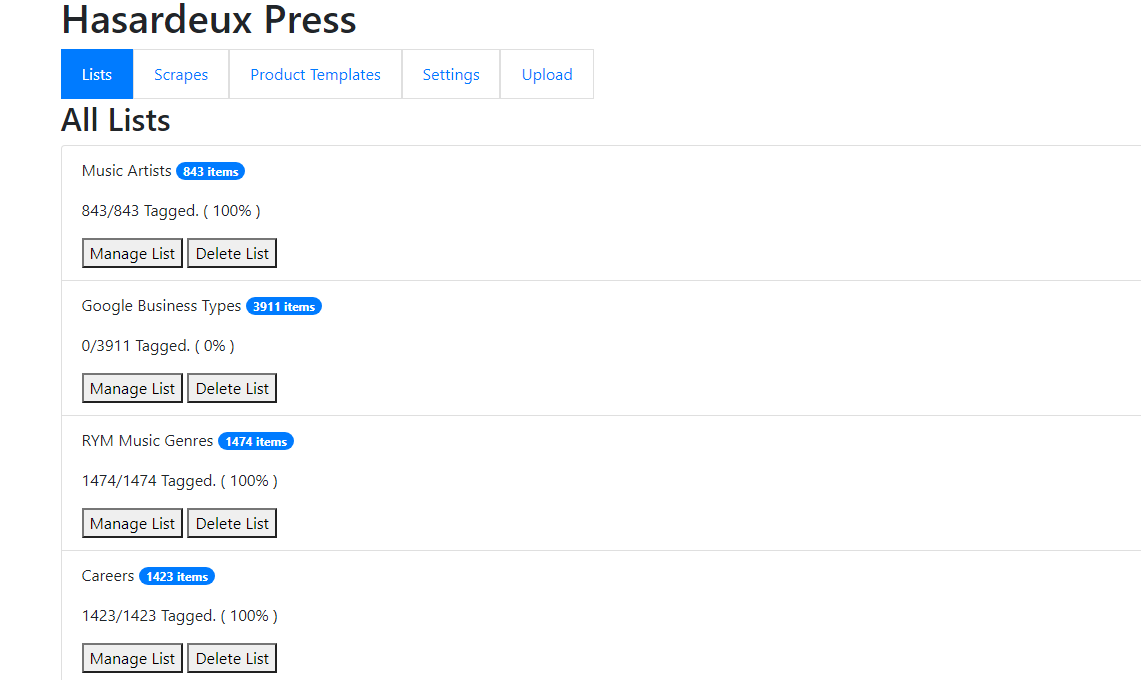 Hasardeux Press
Lists Scrapes Product Templates Settings Upload
All Lists
Music Artists 843 items
843/843 Tagged. ( 100% )
Manage List Delete List
Google Business Types 3911 items
0/3911 Tagged. ( 0% )
Manage List Delete List
RYM Music Genres 1474 items
1474/1474 Tagged. ( 100% )
Manage List Delete List
Careers 1423 items
1423/1423 Tagged. ( 100% )
Manage List Delete List